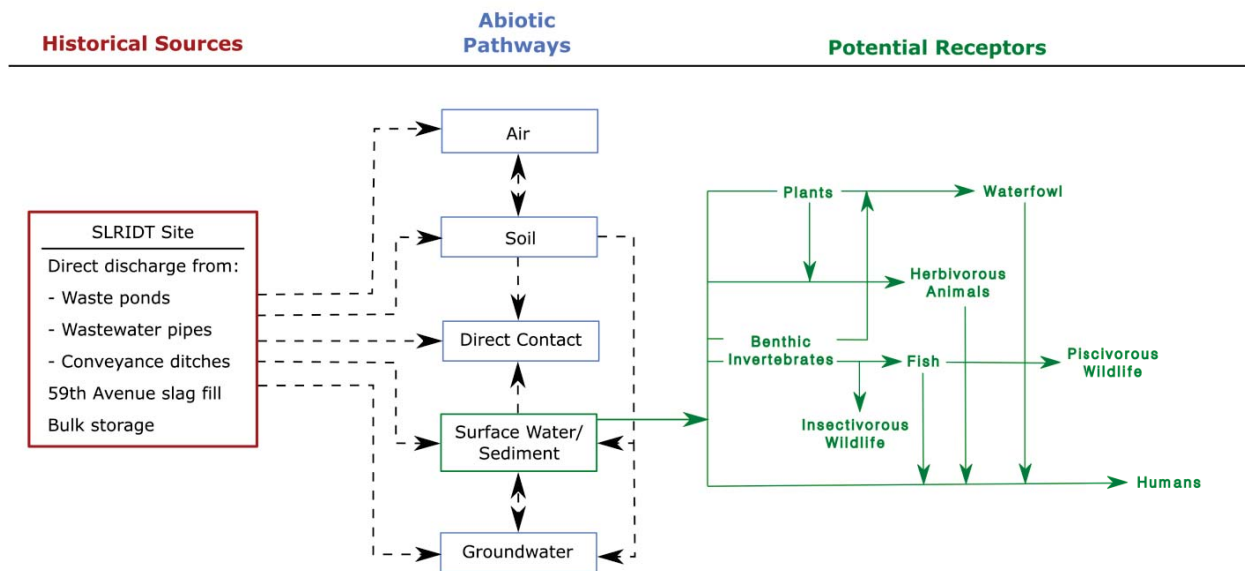 Historical Sources
Abiotic
Pathways
Potential Receptors
SLRIDT Site
Direct discharge from:
- Waste ponds
- Wastewater pipes
- Conveyance ditches
59th Avenue slag fill
Bulk storage
Air
Soil
Direct Contact
Surface Water/
Sediment
Groundwater
Plants
Waterfowl
Herbivorous
Animals
Benthic
Invertebrates
Fish
Piscivorous
Wildlife
Insectivorous
Wildlife
Humans